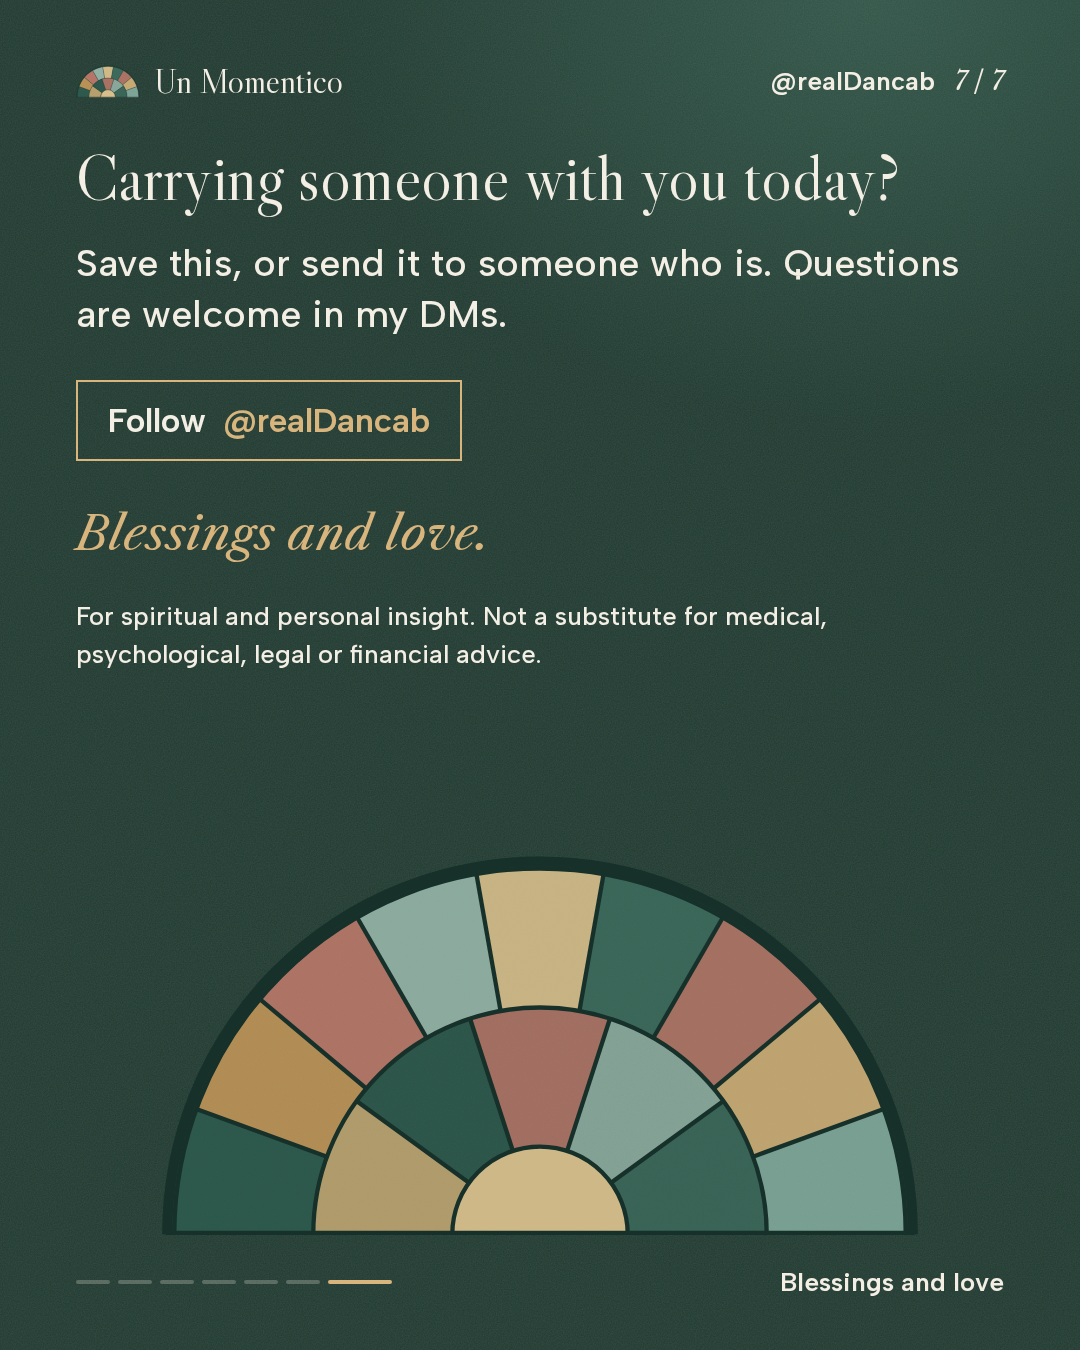 Un Momentico
@realDancab 7 / 7
Carrying someone with you today?
Save this, or send it to someone who is. Questions
are welcome in my DMs.
Follow @realDancab
Blessings and love.
For spiritual and personal insight. Not a substitute for medical,
psychological, legal or financial advice.
Blessings and love